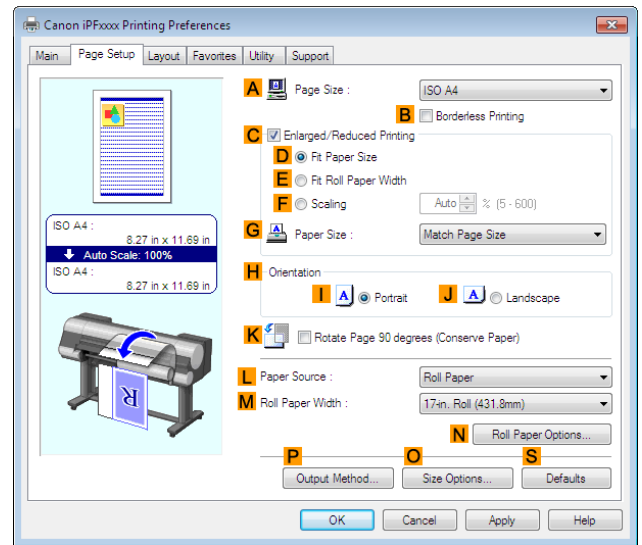 Canon iPFxxxx Printing Preferences
Main Page Setup Layout Favorites Utility Support
A Page Size : ISO A4
B Borderless Printing
C Enlarged/Reduced Printing
D Fit Paper Size
E Fit Roll Paper Width
F Scaling Auto % (5 - 600)
ISO A4 :
8.27 in x 11.69 in
Auto Scale: 100%
ISO A4 :
8.27 in x 11.69 in
G A Paper Size : Match Page Size
H Orientation
I A Portrait J A Landscape
K Rotate Page 90 degrees (Conserve Paper)
R
L Paper Source : Roll Paper
M Roll Paper Width : 17-in. Roll (431.8mm)
N Roll Paper Options...
P O S
Output Method... Size Options... Defaults
OK Cancel Apply Help